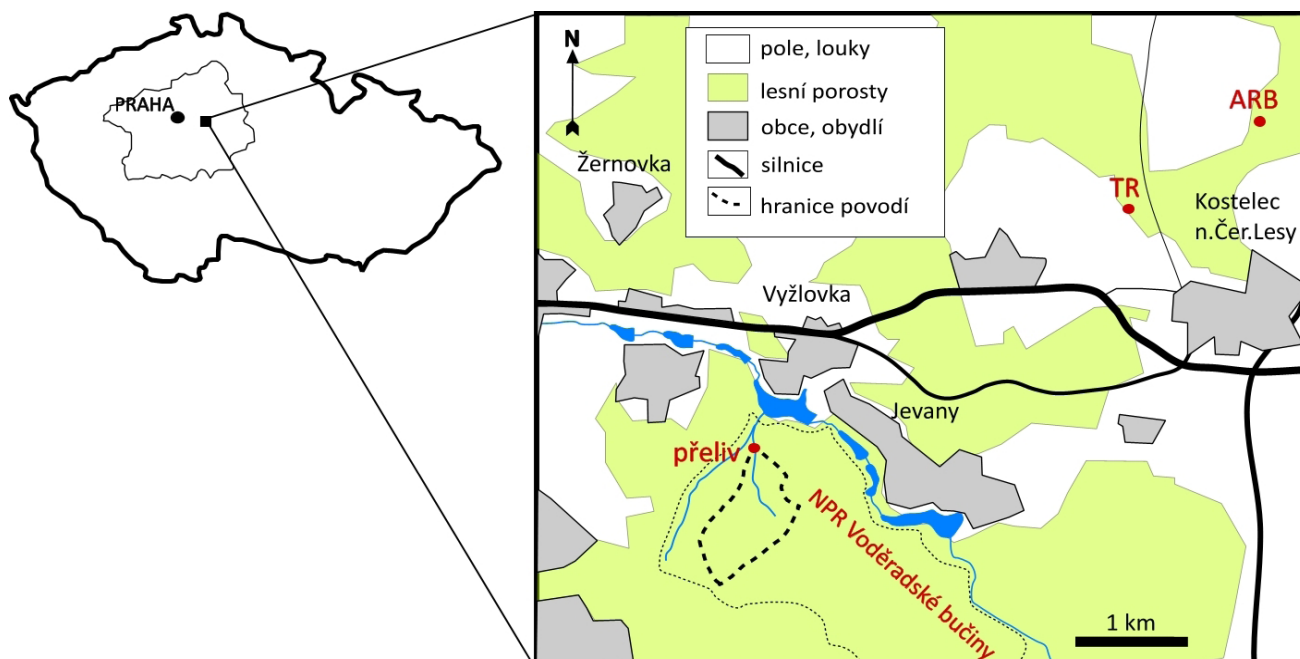 PRAHA
N
pole, louky
lesní porosty
obce, obydlí
silnice
hranice povodí
Žernovka
ARB
TR
Kostelec
n.Čer.Lesy
Vyžlovka
Jevany
přeliv
NPR Voděradské bučiny
1 km